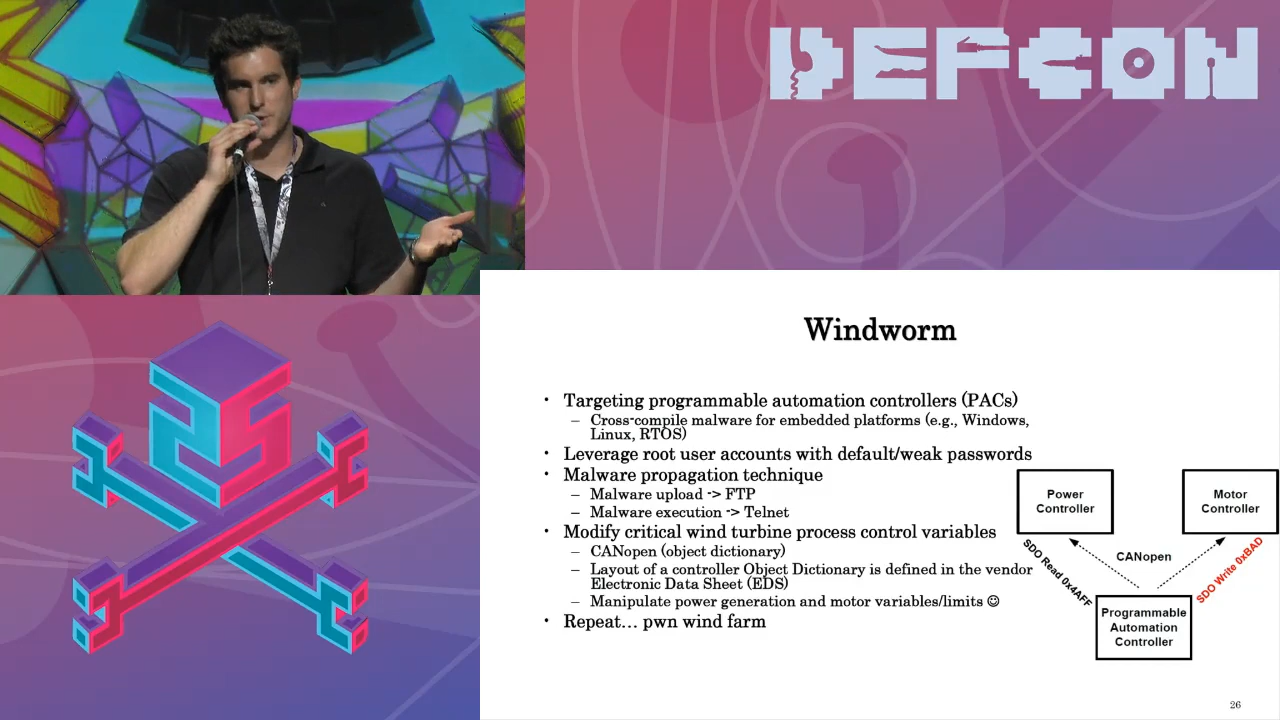 DEFCON
Windworm
• Targeting programmable automation controllers (PACs)
– Cross-compile malware for embedded platforms (e.g., Windows,
Linux, RTOS)
• Leverage root user accounts with default/weak passwords
• Malware propagation technique
– Malware upload -> FTP
– Malware execution -> Telnet
• Modify critical wind turbine process control variables
– CANopen (object dictionary)
– Layout of a controller Object Dictionary is defined in the vendor
Electronic Data Sheet (EDS)
– Manipulate power generation and motor variables/limits ☺
• Repeat… pwn wind farm
Power
Controller
Motor
Controller
CANopen
SDO Read 0x4AFF
SDO Write 0xBAD
Programmable
Automation
Controller
26